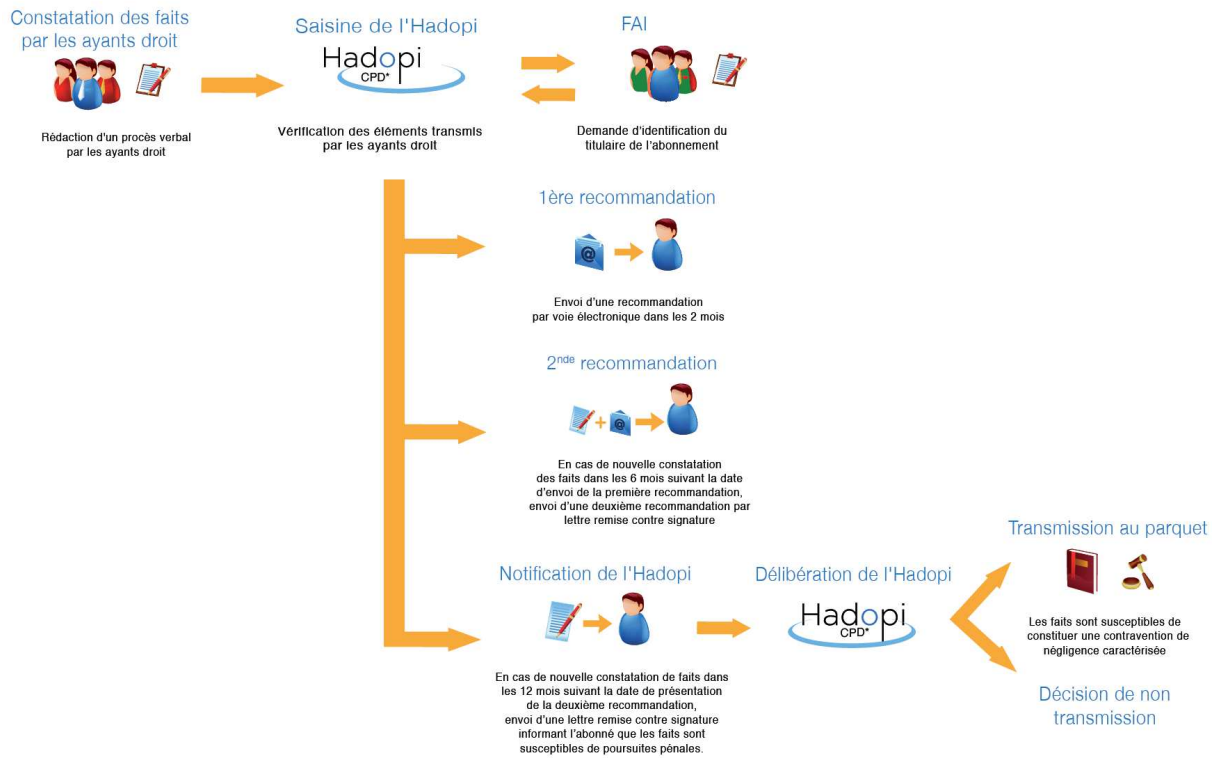 Constatation des faits
par les ayants droit
Rédaction d'un procès verbal
par les ayants droit
Saisine de l'Hadopi
Hadopi
CPD*
Vérification des éléments transmis
par les ayants droit
FAI
Demande d'identification du
titulaire de l'abonnement
1ère recommandation
@
Envoi d'une recommandation
par voie électronique dans les 2 mois
2nde recommandation
+ @
En cas de nouvelle constatation
des faits dans les 6 mois suivant la date
d'envoi de la première recommandation,
envoi d'une deuxième recommandation par
lettre remise contre signature
Notification de l'Hadopi
En cas de nouvelle constatation de faits dans
les 12 mois suivant la date de présentation
de la deuxième recommandation,
envoi d'une lettre remise contre signature
informant l'abonné que les faits sont
susceptibles de poursuites pénales.
Délibération de l'Hadopi
Hadopi
CPD*
Transmission au parquet
Les faits sont susceptibles de
constituer une contravention de
négligence caractérisée
Décision de non
transmission